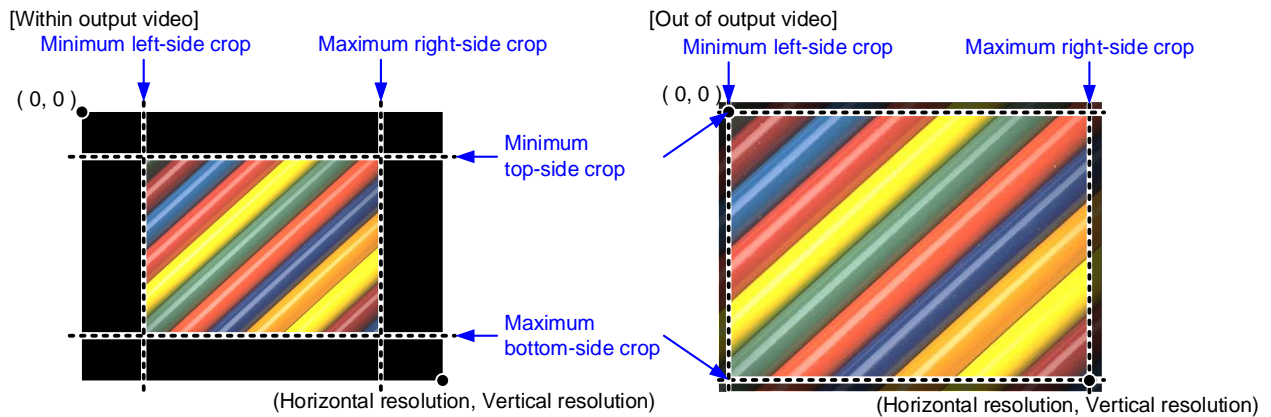 [Within output video]
Minimum left-side crop
Maximum right-side crop
( 0, 0 )
Minimum
top-side crop
Maximum
bottom-side crop
(Horizontal resolution, Vertical resolution)
[Out of output video]
Minimum left-side crop
Maximum right-side crop
( 0, 0 )
(Horizontal resolution, Vertical resolution)